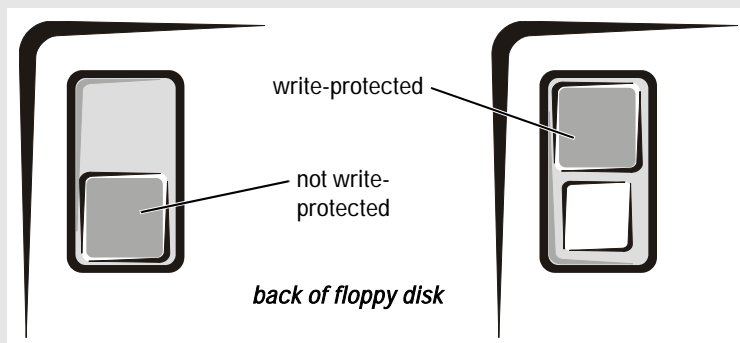 write-protected
not write-
protected
back of floppy disk